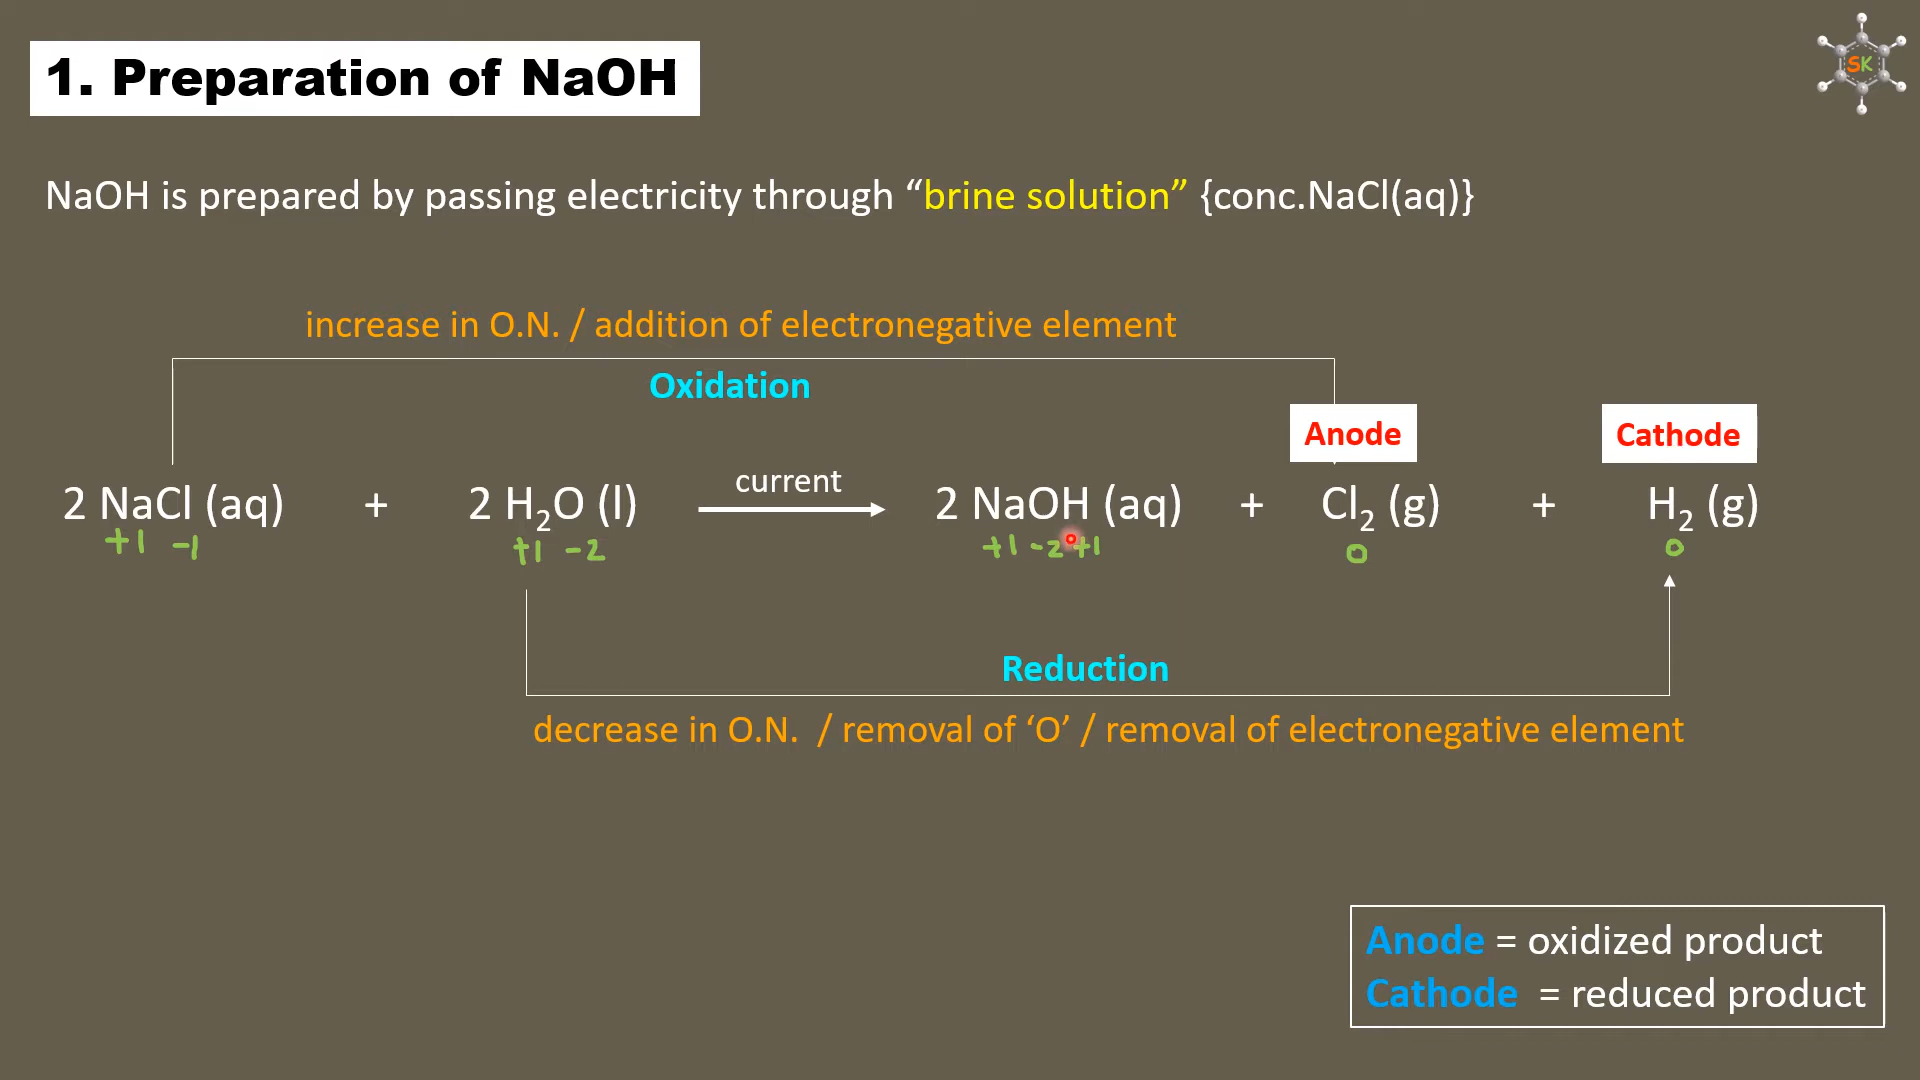 SK
1. Preparation of NaOH
NaOH is prepared by passing electricity through “brine solution” {conc.NaCl(aq)}
increase in O.N. / addition of electronegative element
Oxidation
Anode Cathode
current
2 NaCl (aq) + 2 H₂O (l) 2 NaOH (aq) + Cl₂ (g) + H₂ (g)
+1 -1 +1 -2 +1 -2 +1 0 0
Reduction
decrease in O.N. / removal of ‘O’ / removal of electronegative element
Anode = oxidized product
Cathode = reduced product